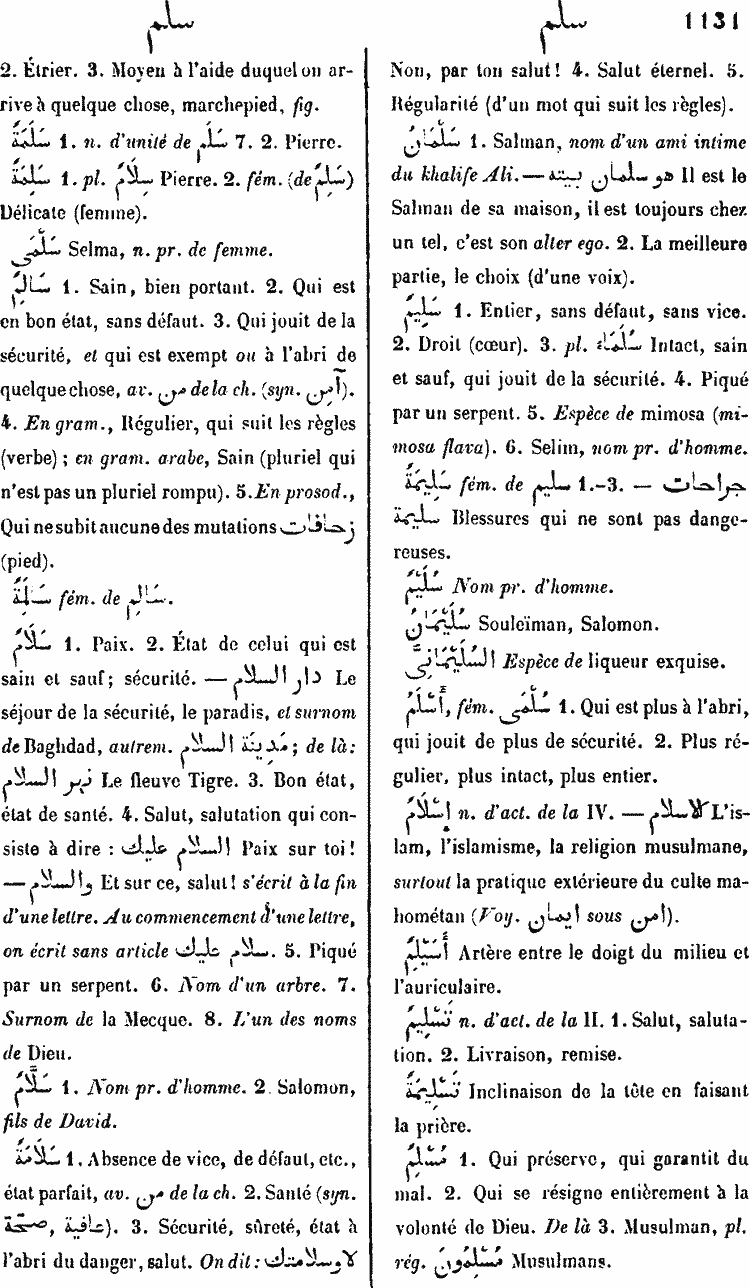 سلم
سلم 1131
2. Étrier. 3. Moyen à l'aide duquel on ar-
rive à quelque chose, marchepied, fig.
سَلَمَةٌ 1. n. d'unité de سَلَم 7. 2. Pierre.
سَلِمَةٌ 1. pl. سِلَامٌ Pierre. 2. fém. (de سَلِمٌ)
Délicate (femme).
سَلْمَى Selma, n. pr. de femme.
سَالِمٌ 1. Sain, bien portant. 2. Qui est
en bon état, sans défaut. 3. Qui jouit de la
sécurité, et qui est exempt ou à l'abri de
quelque chose, av. من de la ch. (syn. آمِن).
4. En gram., Régulier, qui suit les règles
(verbe) ; en gram. arabe, Sain (pluriel qui
n'est pas un pluriel rompu). 5. En prosod.,
Qui ne subit aucune des mutations زحافات
(pied).
سَالِمَةٌ fém. de سَالِم.
سَلَامٌ 1. Paix. 2. État de celui qui est
sain et sauf; sécurité. — دار السلام Le
séjour de la sécurité, le paradis, et surnom
de Baghdad, autrem. مَدِينَة السلام ; de là:
نهر السلام Le fleuve Tigre. 3. Bon état,
état de santé. 4. Salut, salutation qui con-
siste à dire : السلام عليك Paix sur toi!
— والسلام Et sur ce, salut! s'écrit à la fin
d'une lettre. Au commencement d'une lettre,
on écrit sans article سلام عليك. 5. Piqué
par un serpent. 6. Nom d'un arbre. 7.
Surnom de la Mecque. 8. L'un des noms
de Dieu.
سَلَّامٌ 1. Nom pr. d'homme. 2. Salomon,
fils de David.
سَلَامَةٌ 1. Absence de vice, de défaut, etc.,
état parfait, av. من de la ch. 2. Santé (syn.
صحّة, عافية). 3. Sécurité, sûreté, état à
l'abri du danger, salut. On dit : لا وسلامتك
Non, par ton salut! 4. Salut éternel. 5.
Régularité (d'un mot qui suit les règles).
سَلْمَانُ 1. Salman, nom d'un ami intime
du khalife Ali. — هو سلمان بيته Il est le
Salman de sa maison, il est toujours chez
un tel, c'est son alter ego. 2. La meilleure
partie, le choix (d'une voix).
سَلِيمٌ 1. Entier, sans défaut, sans vice.
2. Droit (cœur). 3. pl. سُلَمَاءُ Intact, sain
et sauf, qui jouit de la sécurité. 4. Piqué
par un serpent. 5. Espèce de mimosa (mi-
mosa flava). 6. Selim, nom pr. d'homme.
سَلِيمَةٌ fém. de سليم 1.-3. — جراحات
سليمة Blessures qui ne sont pas dange-
reuses.
سُلَيْمٌ Nom pr. d'homme.
سُلَيْمَانُ Souleïman, Salomon.
السُّلَيْمَانِيُّ Espèce de liqueur exquise.
أَسْلَمُ, fém. سَلْمَى 1. Qui est plus à l'abri,
qui jouit de plus de sécurité. 2. Plus ré-
gulier, plus intact, plus entier.
إِسْلَامٌ n. d'act. de la IV. — الاسلام L'is-
lam, l'islamisme, la religion musulmane,
surtout la pratique extérieure du culte ma-
hométan (Voy. ايمان sous امن).
أُسَيْلِمٌ Artère entre le doigt du milieu et
l'auriculaire.
تَسْلِيمٌ n. d'act. de la II. 1. Salut, saluta-
tion. 2. Livraison, remise.
تَسْلِيمَةٌ Inclinaison de la tête en faisant
la prière.
مُسْلِمٌ 1. Qui préserve, qui garantit du
mal. 2. Qui se résigne entièrement à la
volonté de Dieu. De là 3. Musulman, pl.
rég. مُسْلِمُونَ Musulmans.